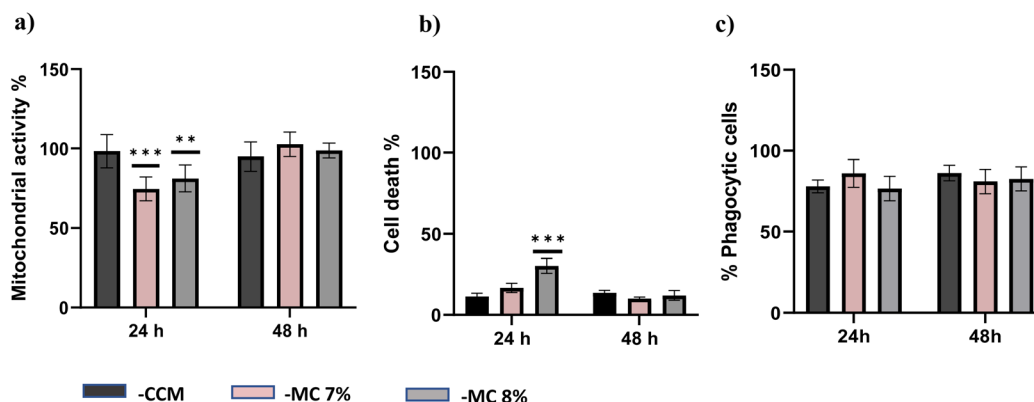 a)
Mitochondrial activity %
150
100
50
0
***
**
24 h
48 h
b)
Cell death %
150
100
50
0
***
24 h
48 h
c)
% Phagocytic cells
150
100
50
0
24h
48h
-CCM
-MC 7%
-MC 8%